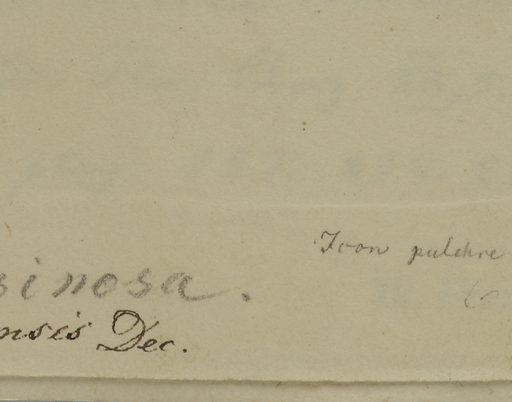 Icon pulchre
sinosa.
nsis Dec.